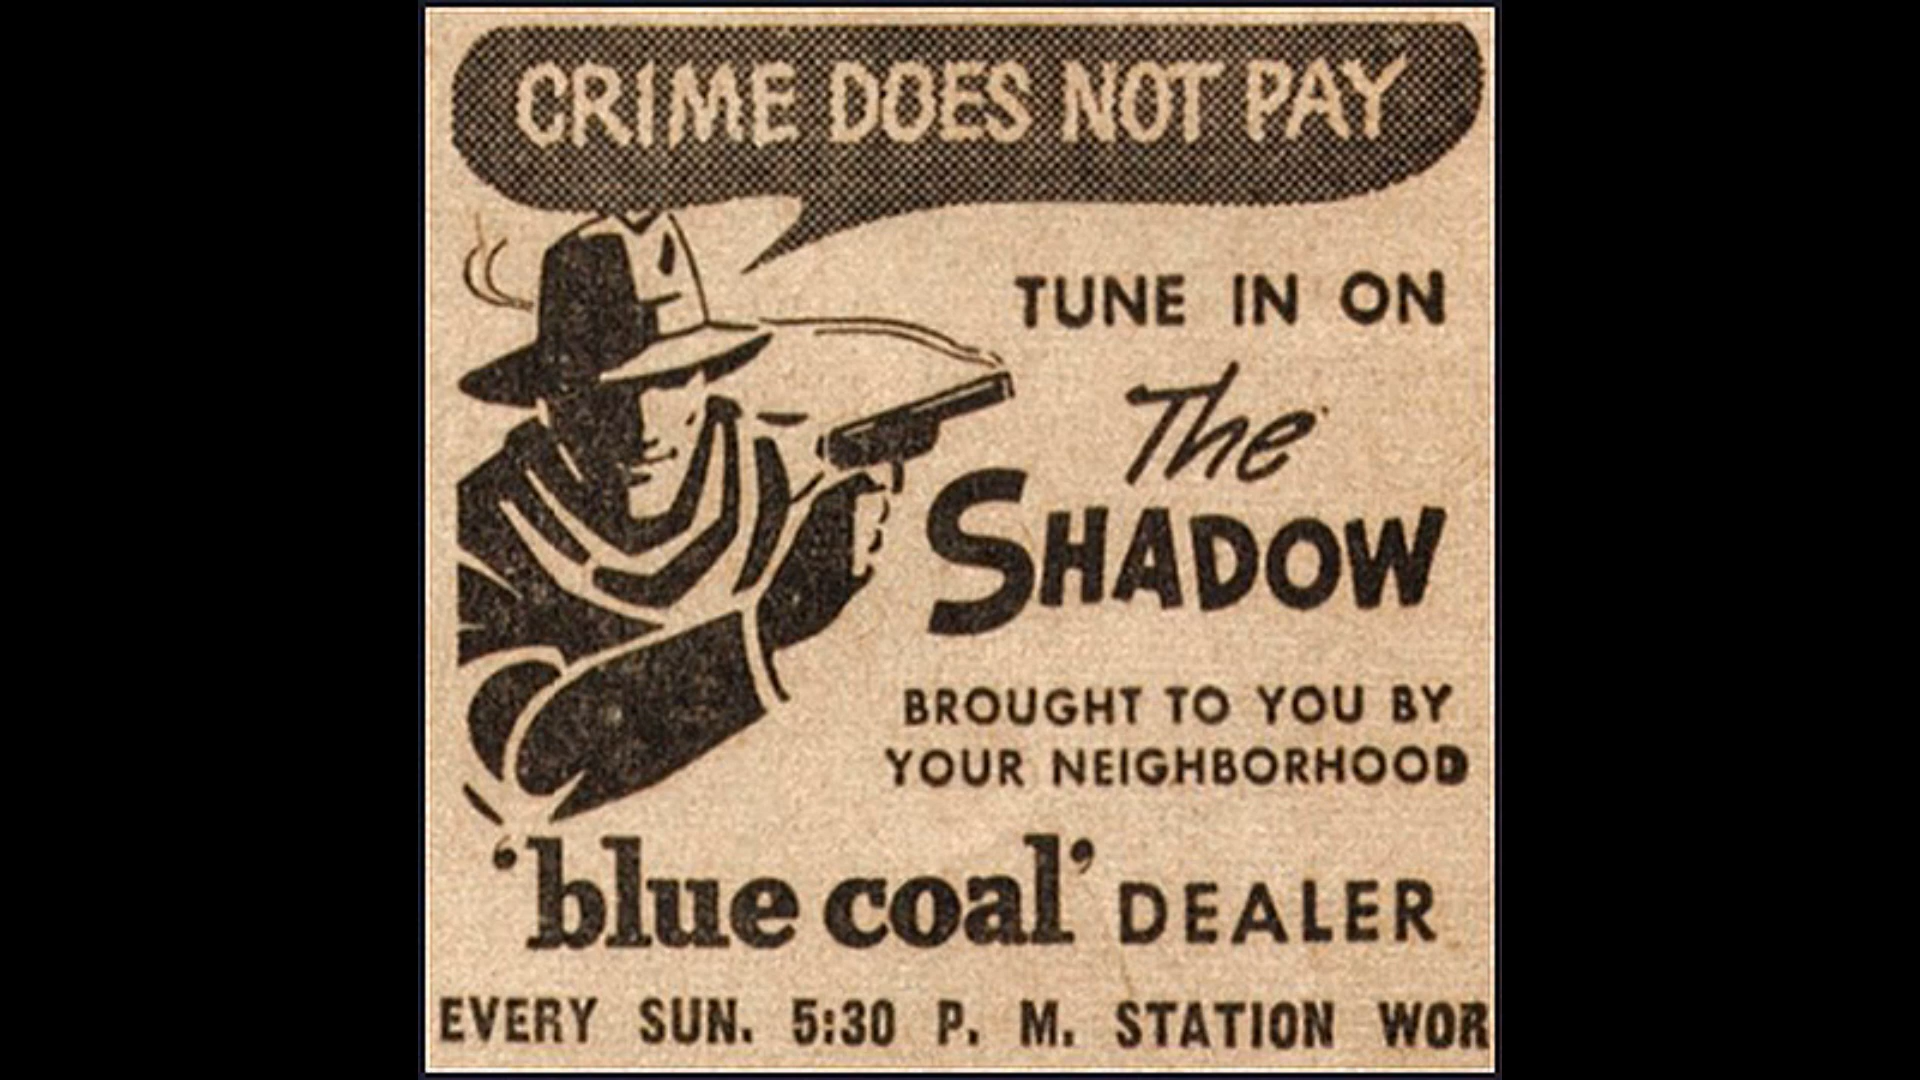 CRIME DOES NOT PAY
TUNE IN ON
The
SHADOW
BROUGHT TO YOU BY
YOUR NEIGHBORHOOD
'blue coal' DEALER
EVERY SUN. 5:30 P. M. STATION WOR